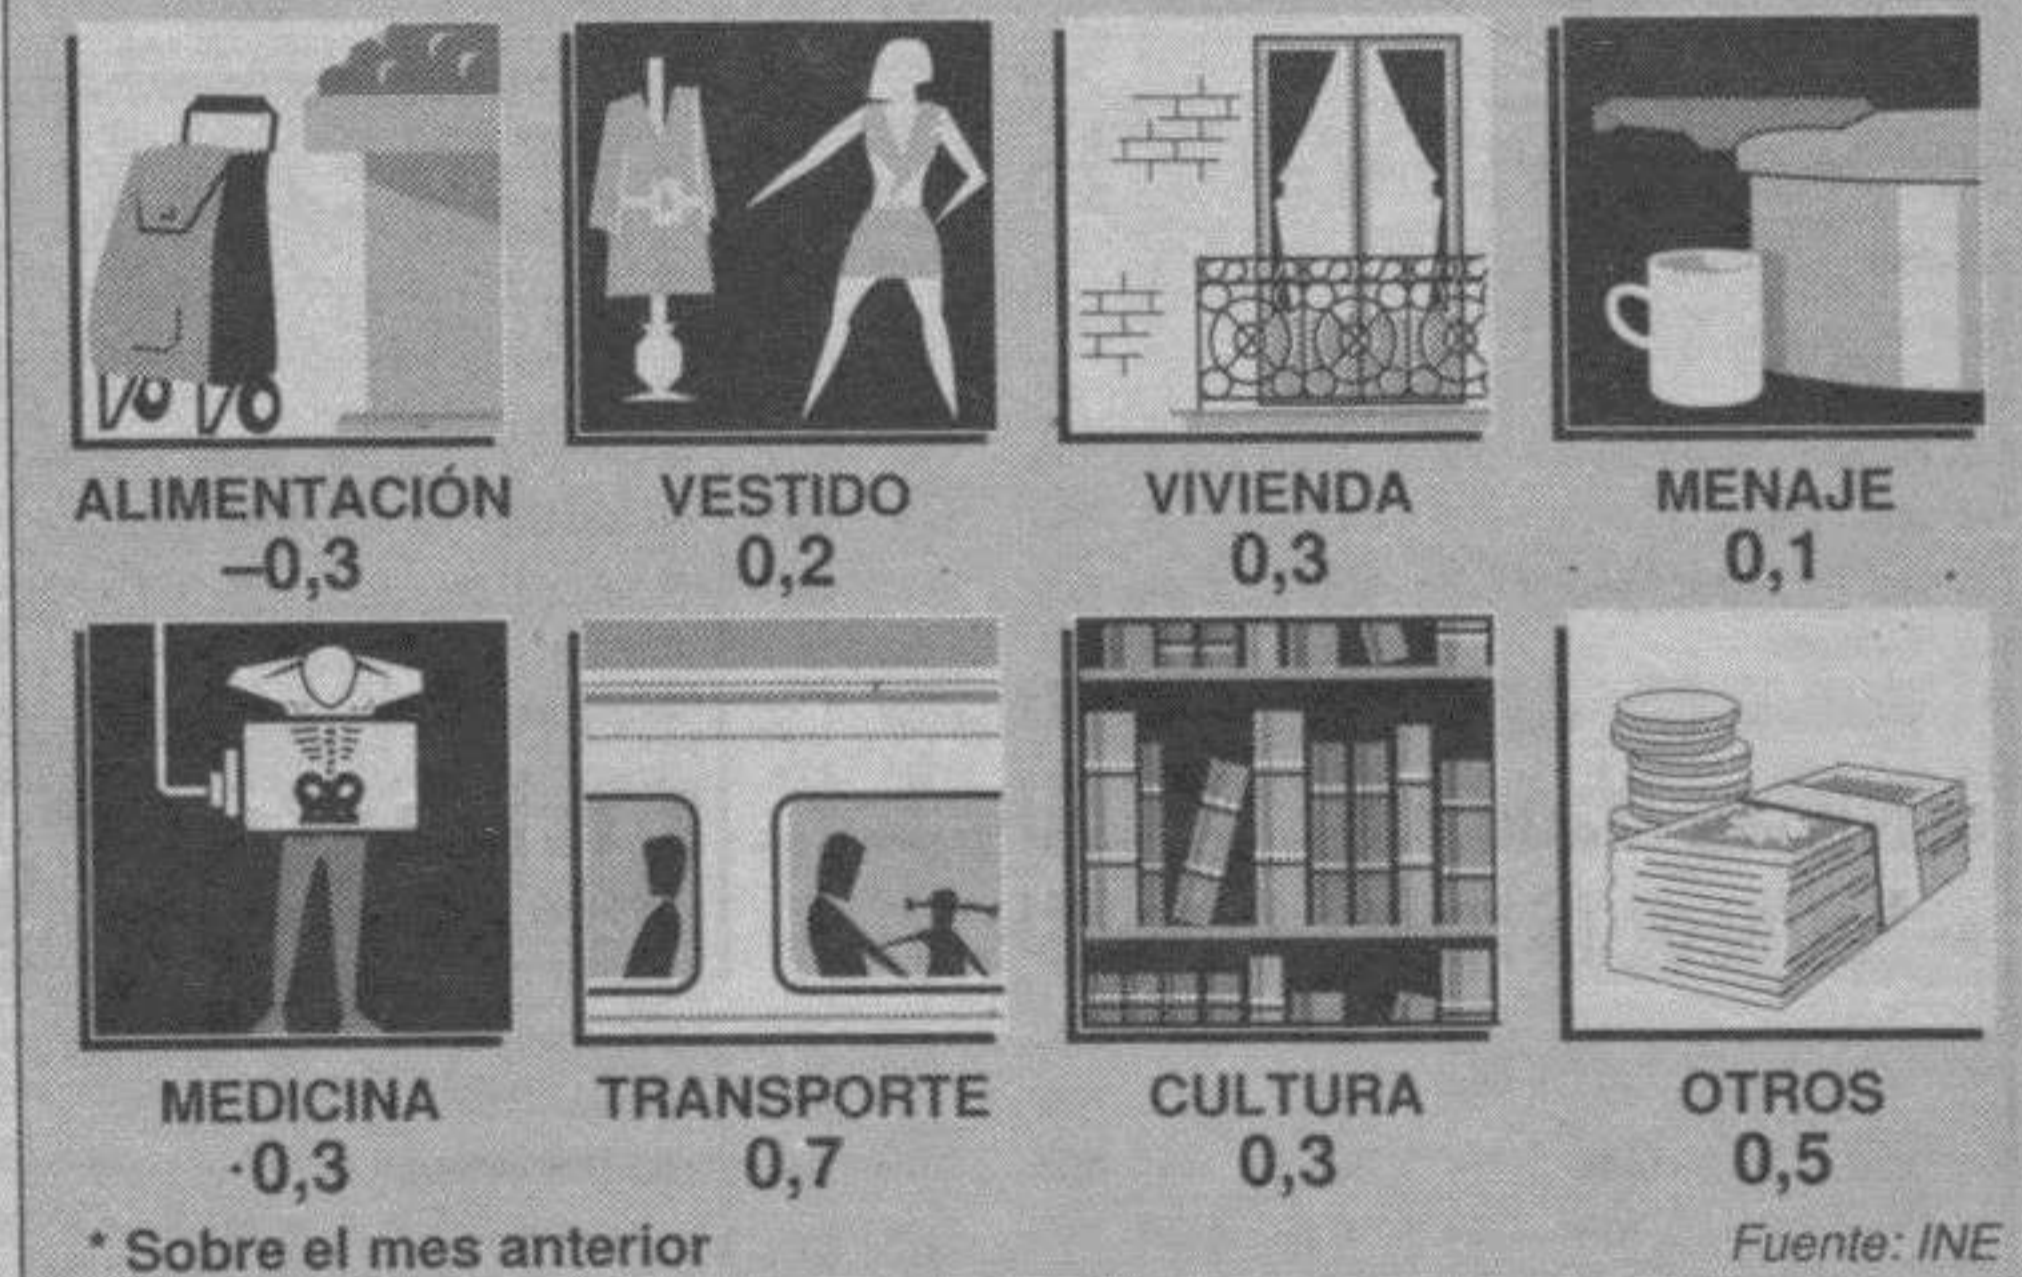 ALIMENTACIÓN VESTIDO VIVIENDA MENAJE
–0,3 0,2 0,3 0,1
MEDICINA TRANSPORTE CULTURA OTROS
0,3 0,7 0,3 0,5
* Sobre el mes anterior Fuente: INE